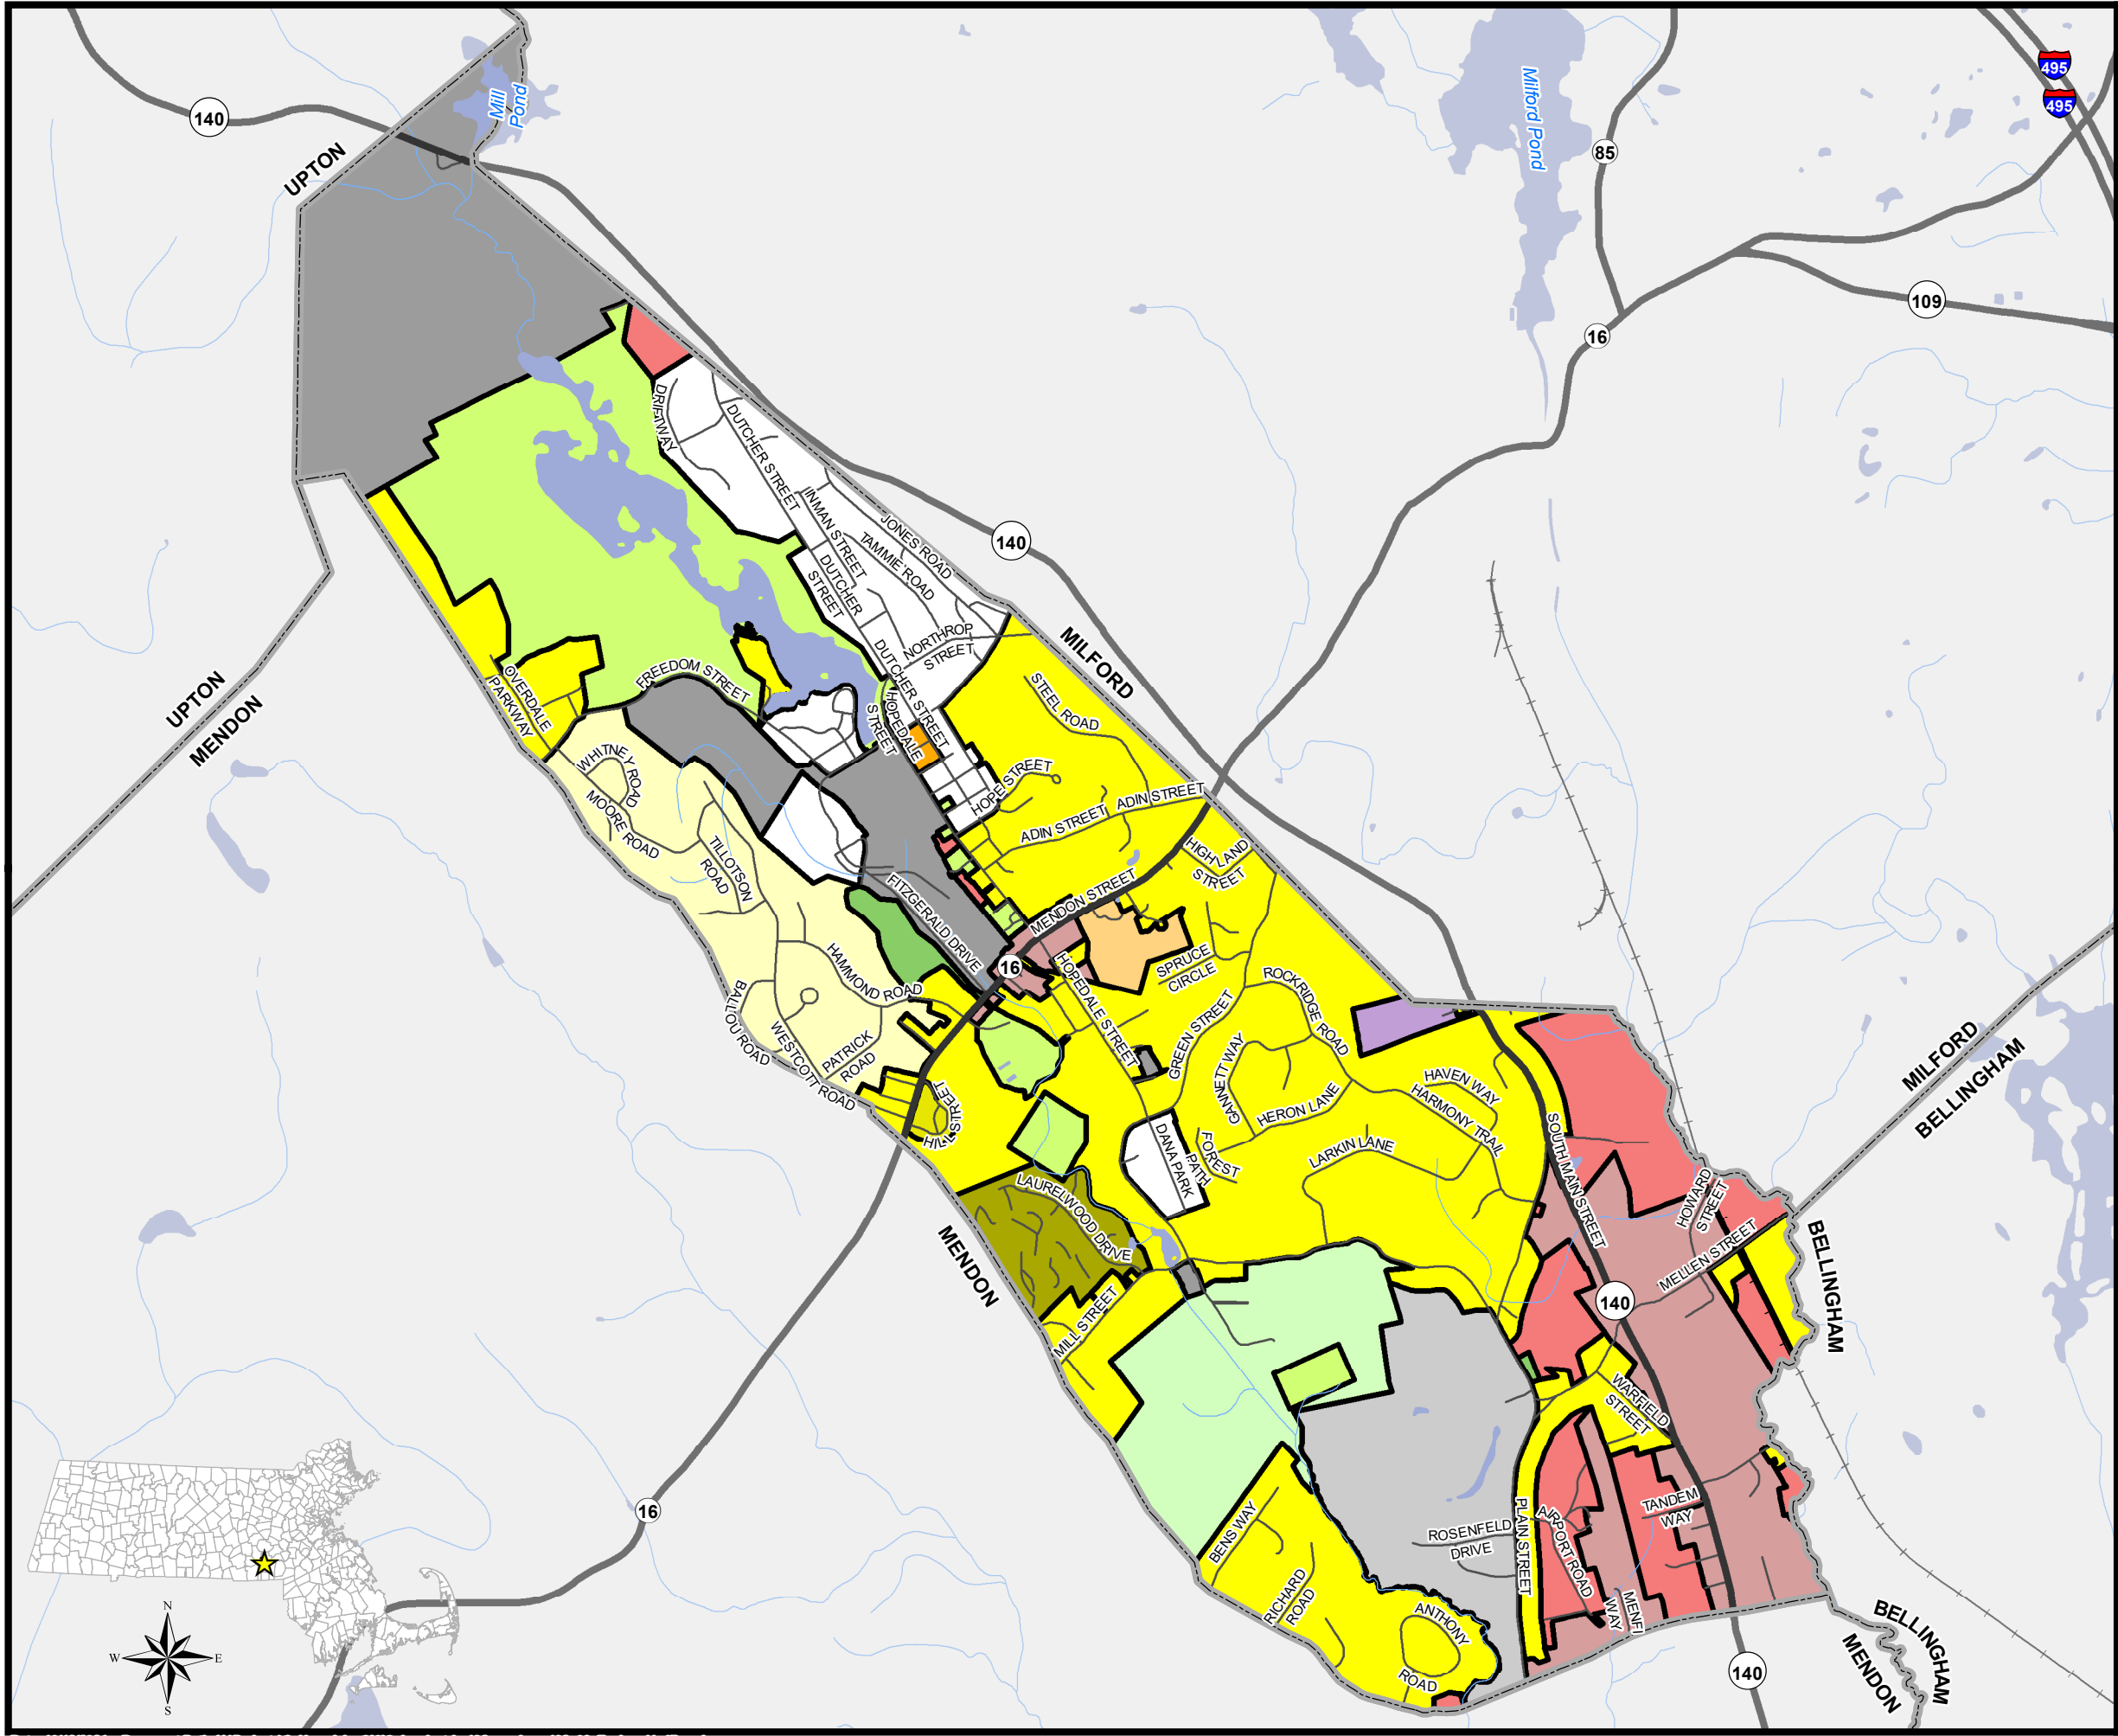 495
495
Mill
Pond
Milford Pond
140
85
UPTON
109
16
DRIFTWAY
DUTCHER STREET
INMAN STREET
JONES ROAD
TAMMIE ROAD
140
DUTCHER
STREET
NORTHROP
STREET
DUTCHER STREET
MILFORD
FREEDOM STREET
OVERDALE
PARKWAY
STEEL ROAD
UPTON
MENDON
HOPEDALE
STREET
WHITNEY ROAD
MOORE ROAD
HOPE STREET
ADIN STREET
ADIN STREET
TILLOTSON
ROAD
HIGHLAND
STREET
FITZGERALD DRIVE
MENDON STREET
HAMMOND ROAD
16
HOPEDALE STREET
SPRUCE
CIRCLE
ROCKRIDGE ROAD
BALLOU ROAD
WESTCOTT ROAD
PATRICK
ROAD
GREEN STREET
GANNETT WAY
HERON LANE
HAVEN WAY
HARMONY TRAIL
MILFORD
BELLINGHAM
HILLS STREET
DANA PARK
FOREST
PATH
LARKIN LANE
SOUTH MAIN STREET
LAURELWOOD DRIVE
HOWARD
STREET
MELLEN STREET
BELLINGHAM
MENDON
MILL STREET
140
WARFIELD
STREET
16
BENS WAY
ROSENFELD
DRIVE
PLAIN STREET
AIRPORT ROAD
TANDEM
WAY
RICHARD
ROAD
ANTHONY
ROAD
MENFI
WAY
BELLINGHAM
MENDON
140
N
W
E
S